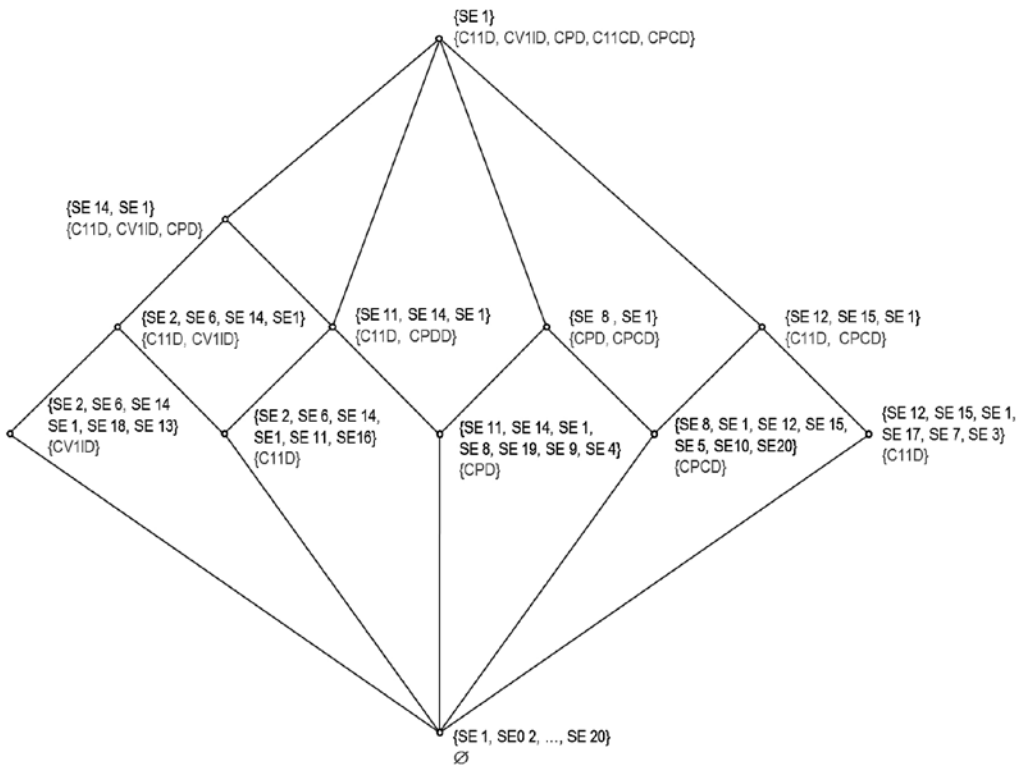 {SE 1}
{C11D, CV1ID, CPD, C11CD, CPCD}
{SE 14, SE 1}
{C11D, CV1ID, CPD}
{SE 2, SE 6, SE 14, SE1}
{C11D, CV1ID}
{SE 11, SE 14, SE 1}
{C11D, CPDD}
{SE 8 , SE 1}
{CPD, CPCD}
{SE 12, SE 15, SE 1}
{C11D, CPCD}
{SE 2, SE 6, SE 14
SE 1, SE 18, SE 13}
{CV1ID}
{SE 2, SE 6, SE 14,
SE1, SE 11, SE16}
{C11D}
{SE 11, SE 14, SE 1,
SE 8, SE 19, SE 9, SE 4}
{CPD}
{SE 8, SE 1, SE 12, SE 15,
SE 5, SE10, SE20}
{CPCD}
{SE 12, SE 15, SE 1,
SE 17, SE 7, SE 3}
{C11D}
{SE 1, SE0 2, ..., SE 20}
Ø